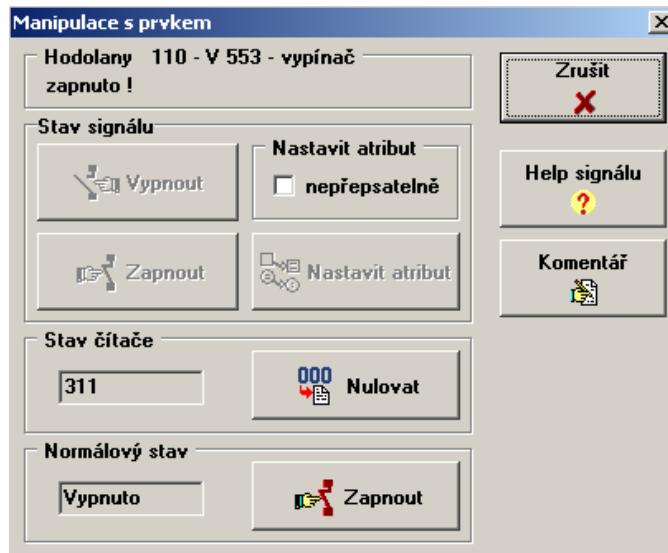 Manipulace s prvkem
Hodolany 110 - V 553 - vypínač
zapnuto !
Zrušit
Stav signálu
Vypnout
Nastavit atribut
nepřepsatelně
Help signálu
?
Zapnout
Nastavit atribut
Komentář
Stav čítače
311
000
Nulovat
Normálový stav
Vypnuto
Zapnout